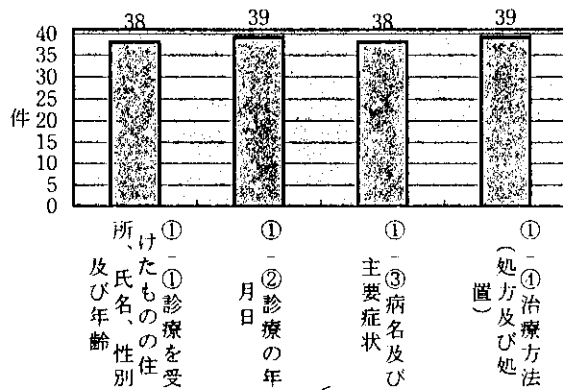 38
39
38
39
40
35
30
25
20
15
10
5
0
件
①-①診療を受
けたものの住
所、氏名、性別
及び年齢
①-②診療の年
月日
①-③病名及び
主要症状
①-④治療方法
(処方及び処
置)